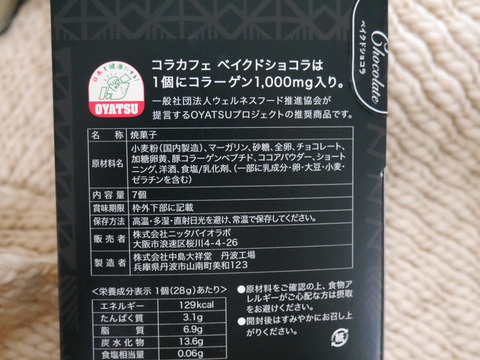 Chocolate
ベイクドショコラ
日本を健康にする!
OYATSU
コラカフェ ベイクドショコラは
1個にコラーゲン1,000mg入り。
一般社団法人ウェルネスフード推進協会が
提言するOYATSUプロジェクトの推奨商品です。
名称 焼菓子
原材料名 小麦粉(国内製造)、マーガリン、砂糖、全卵、チョコレート、
加糖卵黄、豚コラーゲンペプチド、ココアパウダー、ショート
ニング、洋酒、食塩/乳化剤、(一部に乳成分・卵・大豆・小麦・
ゼラチンを含む)
内容量 7個
賞味期限 枠外下部に記載
保存方法 高温・多湿・直射日光を避け、常温で保存してください。
販売者 株式会社ニッタバイオラボ
大阪市浪速区桜川4-4-26
製造者 株式会社中島大祥堂 丹波工場
兵庫県丹波市山南町美和123
<栄養成分表示 1個(28g)あたり>
エネルギー 129kcal
たんぱく質 3.1g
脂質 6.9g
炭水化物 13.6g
食塩相当量 0.06g
●原材料をご確認の上、食物ア
レルギーがご心配な方は摂取
をお避けください。
●開封後はすみやかにお召し上
がりください。
紙